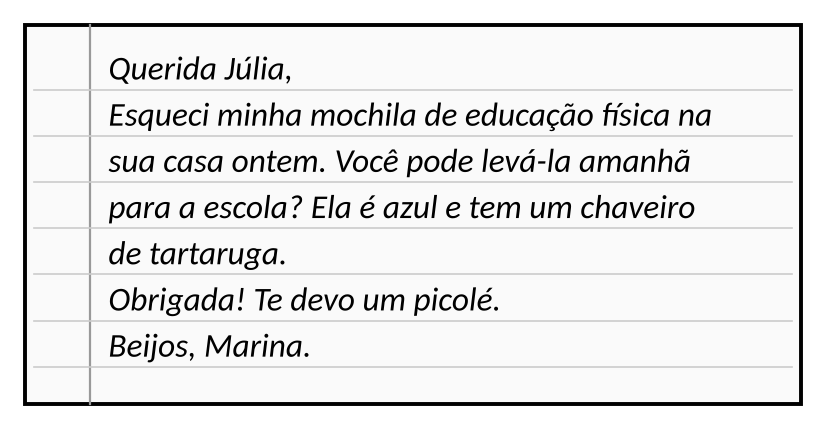 Querida Júlia,
Esqueci minha mochila de educação física na
sua casa ontem. Você pode levá-la amanhã
para a escola? Ela é azul e tem um chaveiro
de tartaruga.
Obrigada! Te devo um picolé.
Beijos, Marina.